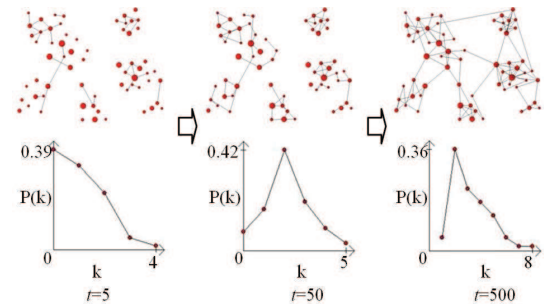 0.39 0.42 0.36
P(k) P(k) P(k)
0 4 0 5 0 8
k k k
t=5 t=50 t=500